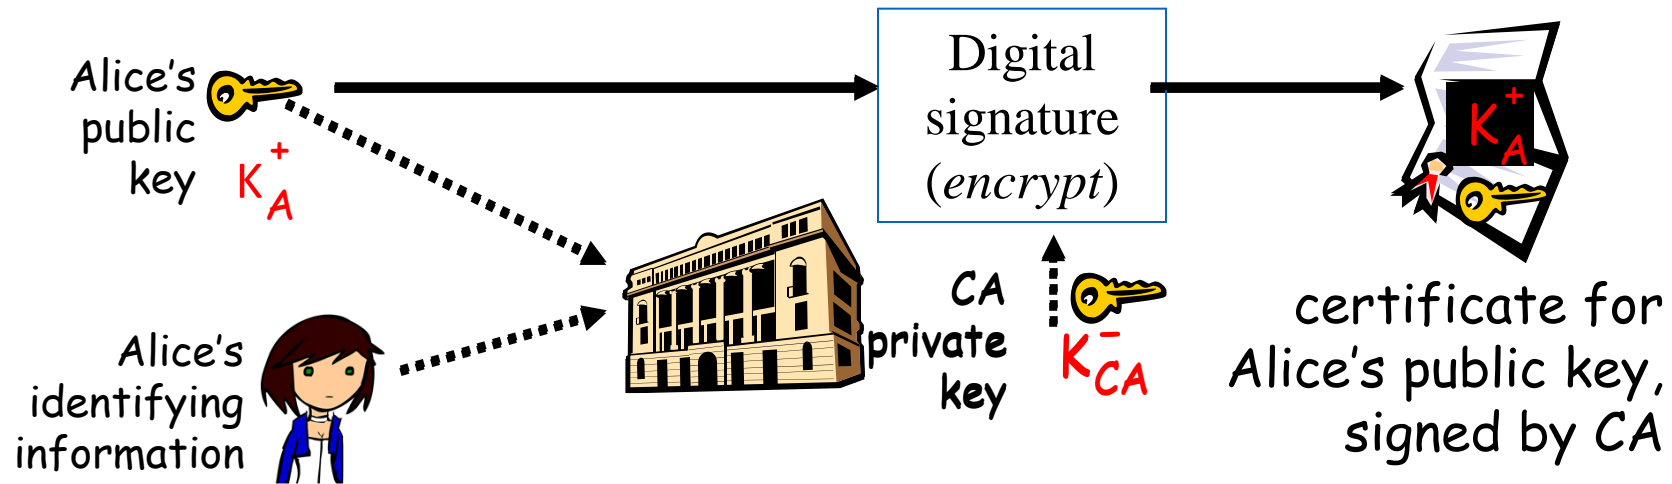 Alice's
public
key
K
+
A
Alice's
identifying
information
Digital
signature
(encrypt)
CA
private
key
K
-
CA
K
+
A
certificate for
Alice's public key,
signed by CA